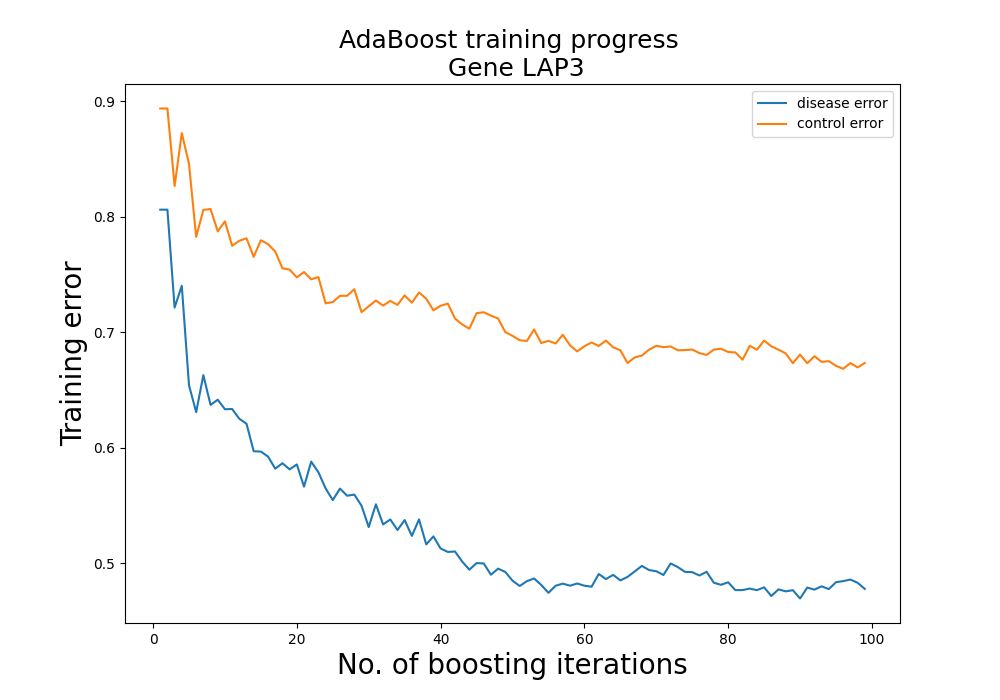 AdaBoost training progress
Gene LAP3
disease error
control error
Training error
0.9
0.8
0.7
0.6
0.5
0
20
40
60
80
100
No. of boosting iterations